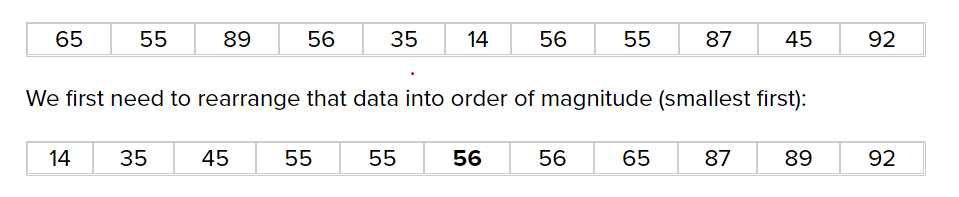 65 55 89 56 35 14 56 55 87 45 92
We first need to rearrange that data into order of magnitude (smallest first):
14 35 45 55 55 56 56 65 87 89 92